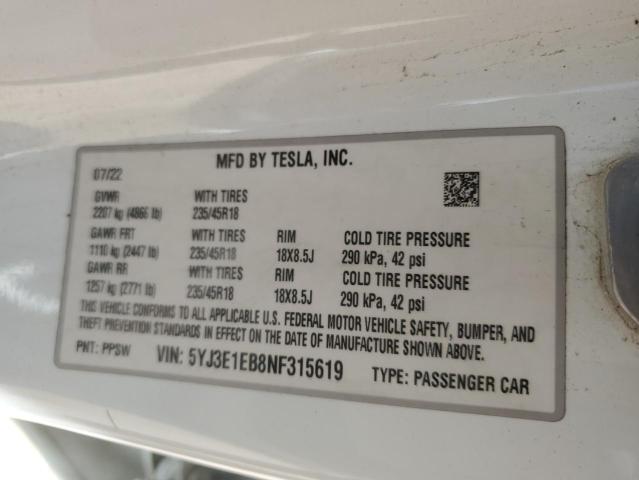 MFD BY TESLA, INC.
07/22
GVWR WITH TIRES
2207 kg (4866 lb) 235/45R18
GAWR FRT WITH TIRES RIM COLD TIRE PRESSURE
1110 kg (2447 lb) 235/45R18 18X8.5J 290 kPa, 42 psi
GAWR RR WITH TIRES RIM COLD TIRE PRESSURE
1257 kg (2771 lb) 235/45R18 18X8.5J 290 kPa, 42 psi
THIS VEHICLE CONFORMS TO ALL APPLICABLE U.S. FEDERAL MOTOR VEHICLE SAFETY, BUMPER, AND
THEFT PREVENTION STANDARDS IN EFFECT ON THE DATE OF MANUFACTURE SHOWN ABOVE.
PNT: PPSW VIN: 5YJ3E1EB8NF315619 TYPE: PASSENGER CAR